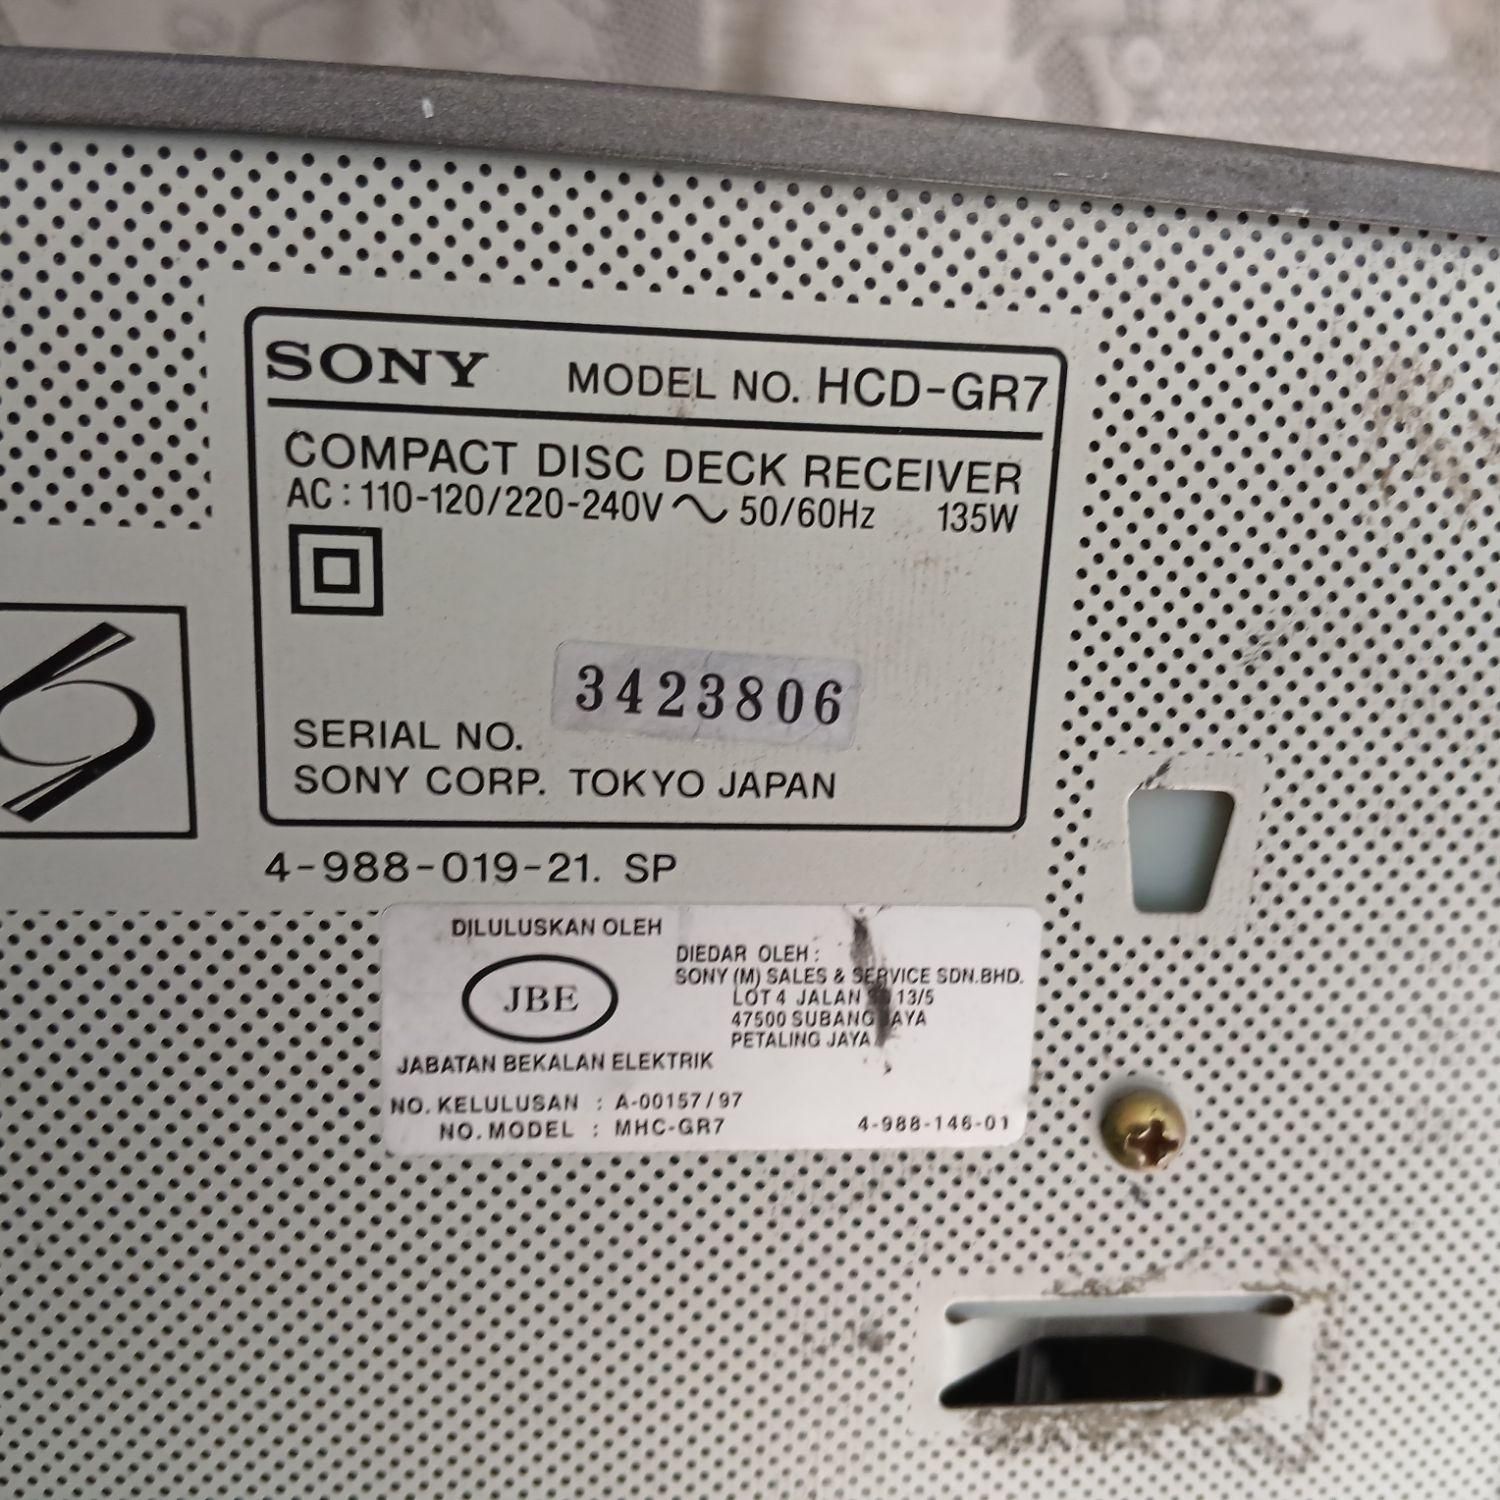 SONY MODEL NO. HCD-GR7
COMPACT DISC DECK RECEIVER
AC : 110-120/220-240V ~ 50/60Hz 135W
3423806
SERIAL NO.
SONY CORP. TOKYO JAPAN
4-988-019-21. SP
DILULUSKAN OLEH
JBE
JABATAN BEKALAN ELEKTRIK
DIEDAR OLEH :
SONY (M) SALES & SERVICE SDN.BHD.
LOT 4 JALAN 13/5
47500 SUBANG JAYA
PETALING JAYA
NO. KELULUSAN : A-00157/97
NO. MODEL : MHC-GR7
4-988-146-01